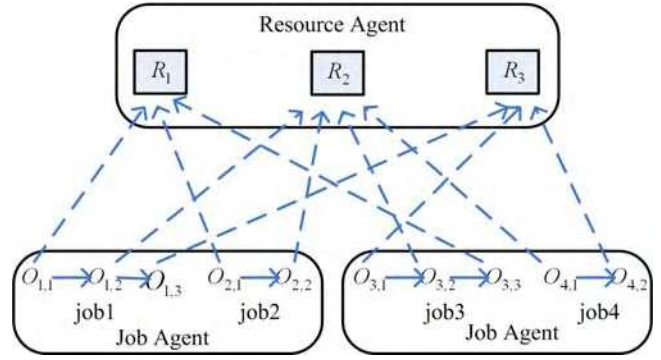 Resource Agent
R1 R2 R3
O1,1 O1,2 O1,3 O2,1 O2,2 O3,1 O3,2 O3,3 O4,1 O4,2
job1 job2 job3 job4
Job Agent Job Agent